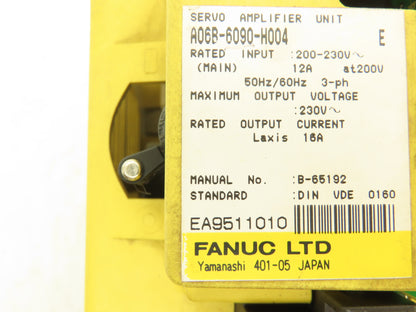 SERVO AMPLIFIER UNIT
A06B-6090-H004 E
RATED INPUT :200-230V~
(MAIN) 12A at200V
50Hz/60Hz 3-ph
MAXIMUM OUTPUT VOLTAGE
:230V~
RATED OUTPUT CURRENT
Laxis 16A
MANUAL No. :B-65192
STANDARD :DIN VDE 0160
EA9511010
FANUC LTD
Yamanashi 401-05 JAPAN